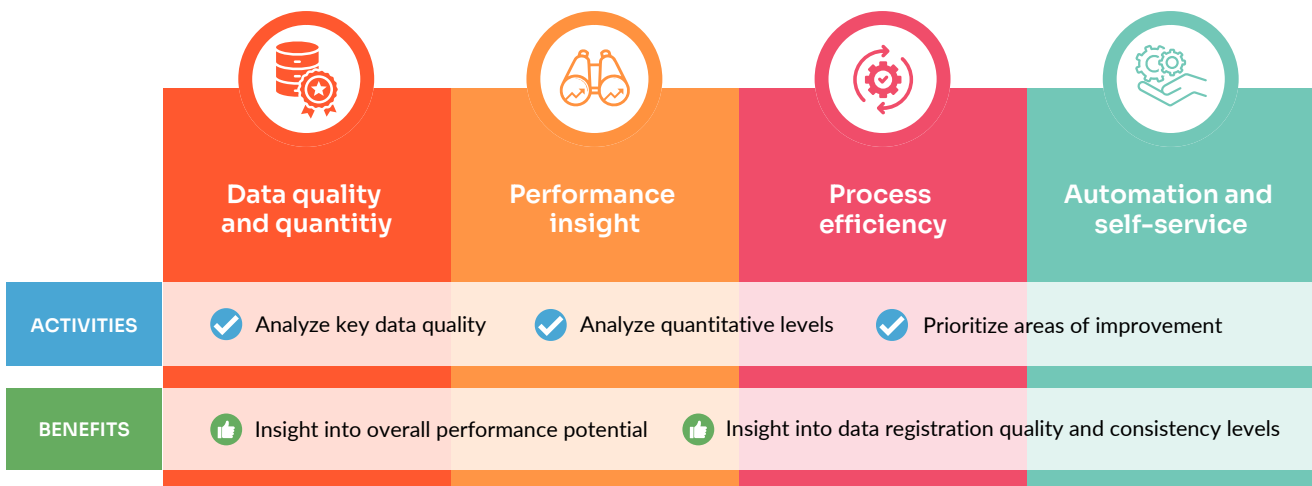 Data quality
and quantitiy
Performance
insight
Process
efficiency
Automation and
self-service
ACTIVITIES
Analyze key data quality
Analyze quantitative levels
Prioritize areas of improvement
BENEFITS
Insight into overall performance potential
Insight into data registration quality and consistency levels